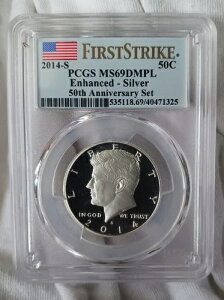 FIRSTSTRIKE
2014-S 50C
PCGS MS69DMPL
Enhanced - Silver
50th Anniversary Set
535118.69/40471325
LIBERTY
IN GOD WE TRUST
2014